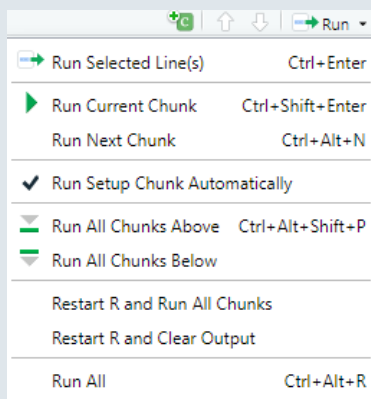 C Run
Run Selected Line(s) Ctrl+Enter
Run Current Chunk Ctrl+Shift+Enter
Run Next Chunk Ctrl+Alt+N
Run Setup Chunk Automatically
Run All Chunks Above Ctrl+Alt+Shift+P
Run All Chunks Below
Restart R and Run All Chunks
Restart R and Clear Output
Run All Ctrl+Alt+R